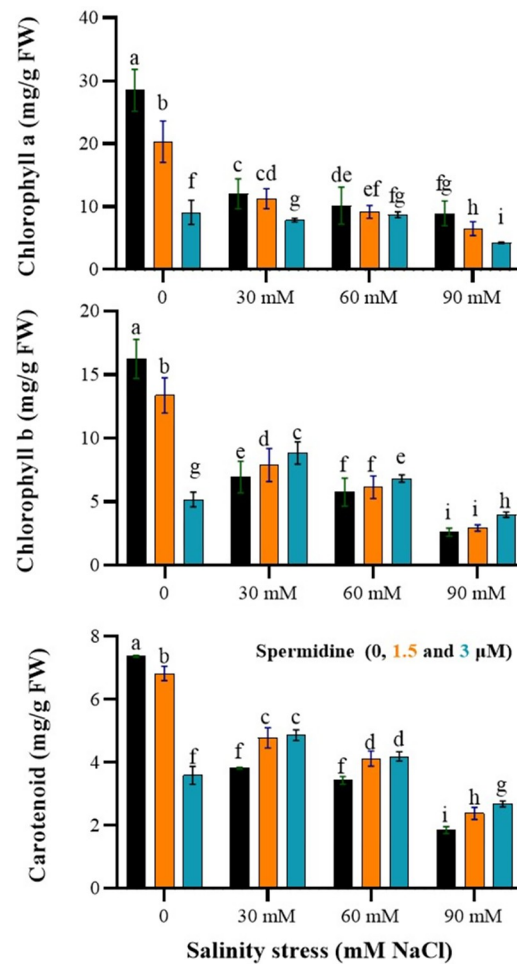 Chlorophyll a (mg/g FW)
40
30
20
10
0
a
b
f
c
cd
g
de
ef
fg
fg
h
i
0
30 mM
60 mM
90 mM
Chlorophyll b (mg/g FW)
20
15
10
5
0
a
b
g
e
d
c
f
f
e
i
i
h
0
30 mM
60 mM
90 mM
Carotenoid (mg/g FW)
8
6
4
2
0
Spermidine (0, 1.5 and 3 µM)
a
b
f
f
c
c
f
d
d
i
h
g
0
30 mM
60 mM
90 mM
Salinity stress (mM NaCl)